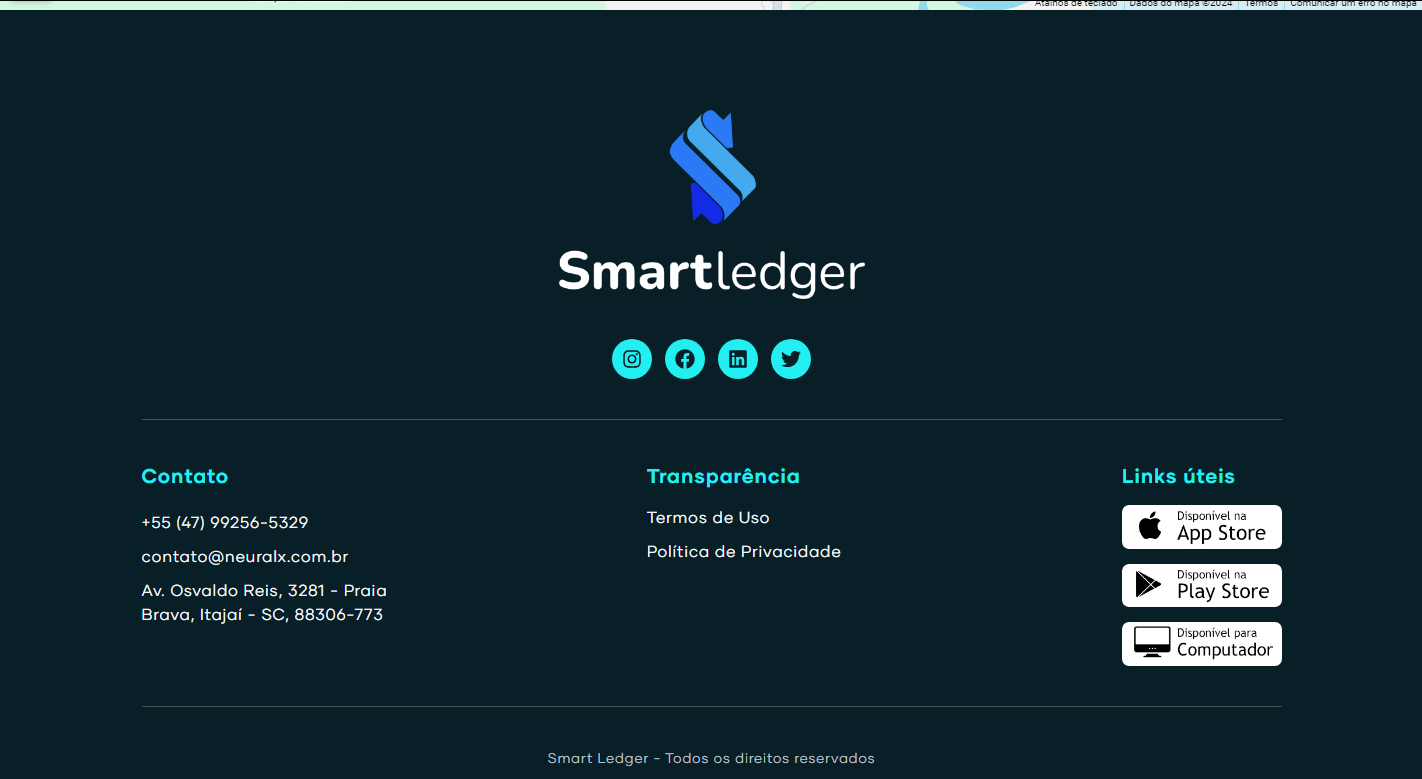 Atalhos de teclado
Dados do mapa ©2024
Termos
Comunicar um erro no mapa
Smartledger
Contato
+55 (47) 99256-5329
contato@neuralx.com.br
Av. Osvaldo Reis, 3281 - Praia
Brava, Itajaí - SC, 88306-773
Transparência
Termos de Uso
Política de Privacidade
Links úteis
Disponível na
App Store
Disponível na
Play Store
Disponível para
Computador
Smart Ledger - Todos os direitos reservados